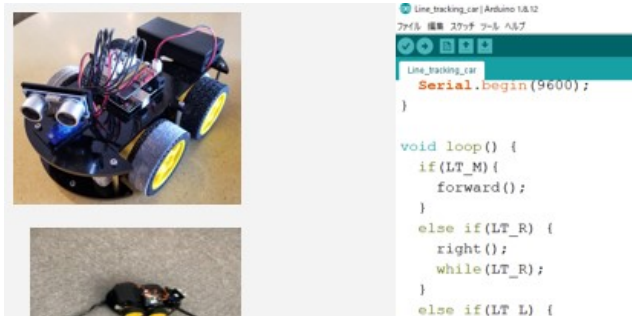 Line_tracking_car | Arduino 1.8.12
ファイル 編集 スケッチ ツール ヘルプ
Line_tracking_car
Serial.begin(9600);
}
void loop() {
if(LT_M){
forward();
}
else if(LT_R) {
right();
while(LT_R);
}
else if(LT_L) {